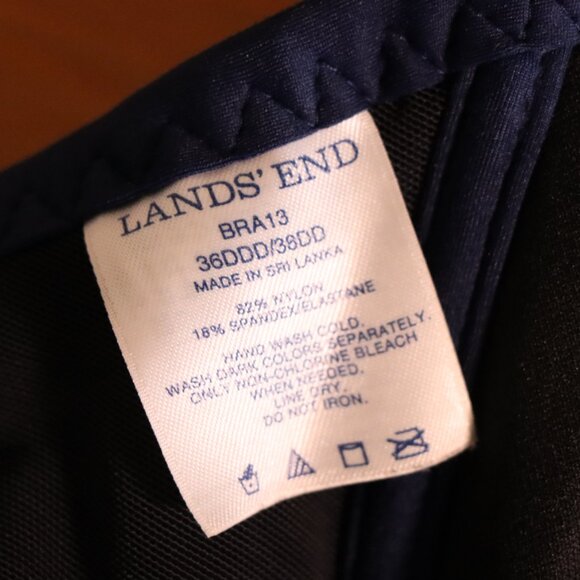 LANDS' END
BRA13
36DDD/38DD
MADE IN SRI LANKA
82% NYLON
18% SPANDEX/ELASTANE
HAND WASH COLD.
WASH DARK COLORS SEPARATELY.
ONLY NON-CHLORINE BLEACH
WHEN NEEDED.
LINE DRY.
DO NOT IRON.